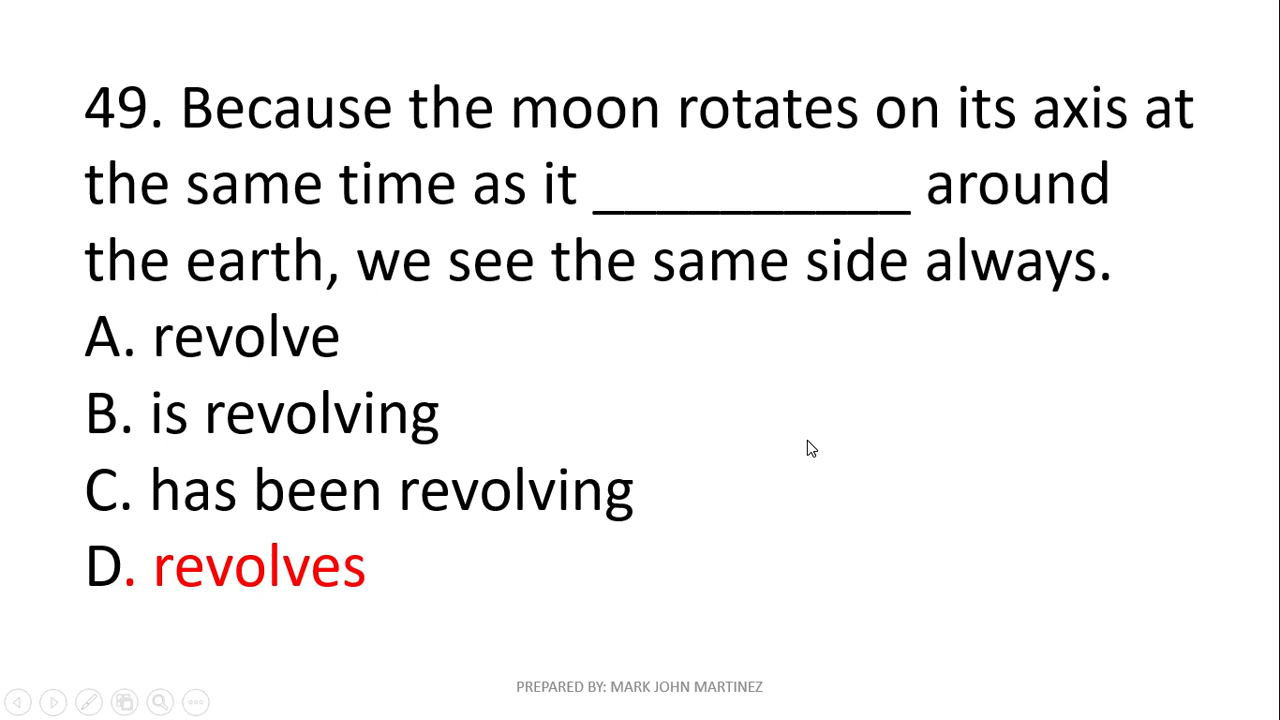 49. Because the moon rotates on its axis at
the same time as it __________ around
the earth, we see the same side always.
A. revolve
B. is revolving
C. has been revolving
D. revolves
PREPARED BY: MARK JOHN MARTINEZ